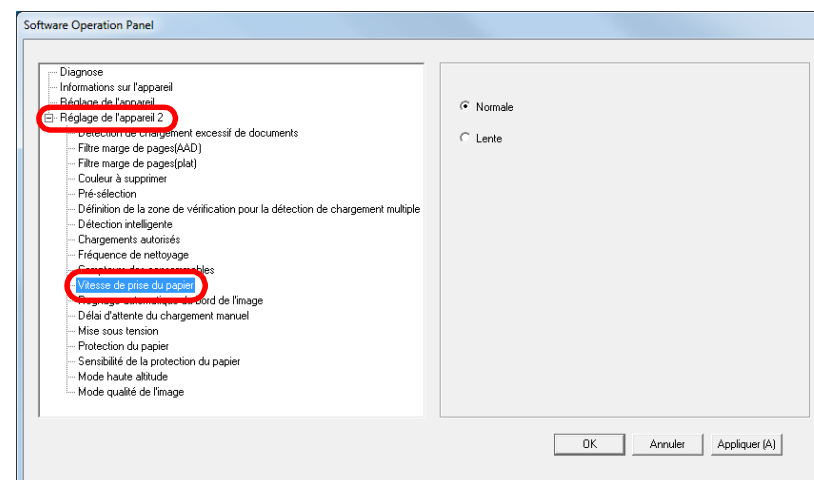 Software Operation Panel
Diagnose
Informations sur l'appareil
Réglage de l'appareil
Réglage de l'appareil 2
Détection de chargement excessif de documents
Filtre marge de pages(AAD)
Filtre marge de pages(plat)
Couleur à supprimer
Pré-sélection
Définition de la zone de vérification pour la détection de chargement multiple
Détection intelligente
Chargements autorisés
Fréquence de nettoyage
Compteurs des consommables
Vitesse de prise du papier
bord de l'image
Délai d'attente du chargement manuel
Mise sous tension
Protection du papier
Sensibilité de la protection du papier
Mode haute altitude
Mode qualité de l'image
Normale
Lente
OK
Annuler
Appliquer (A)